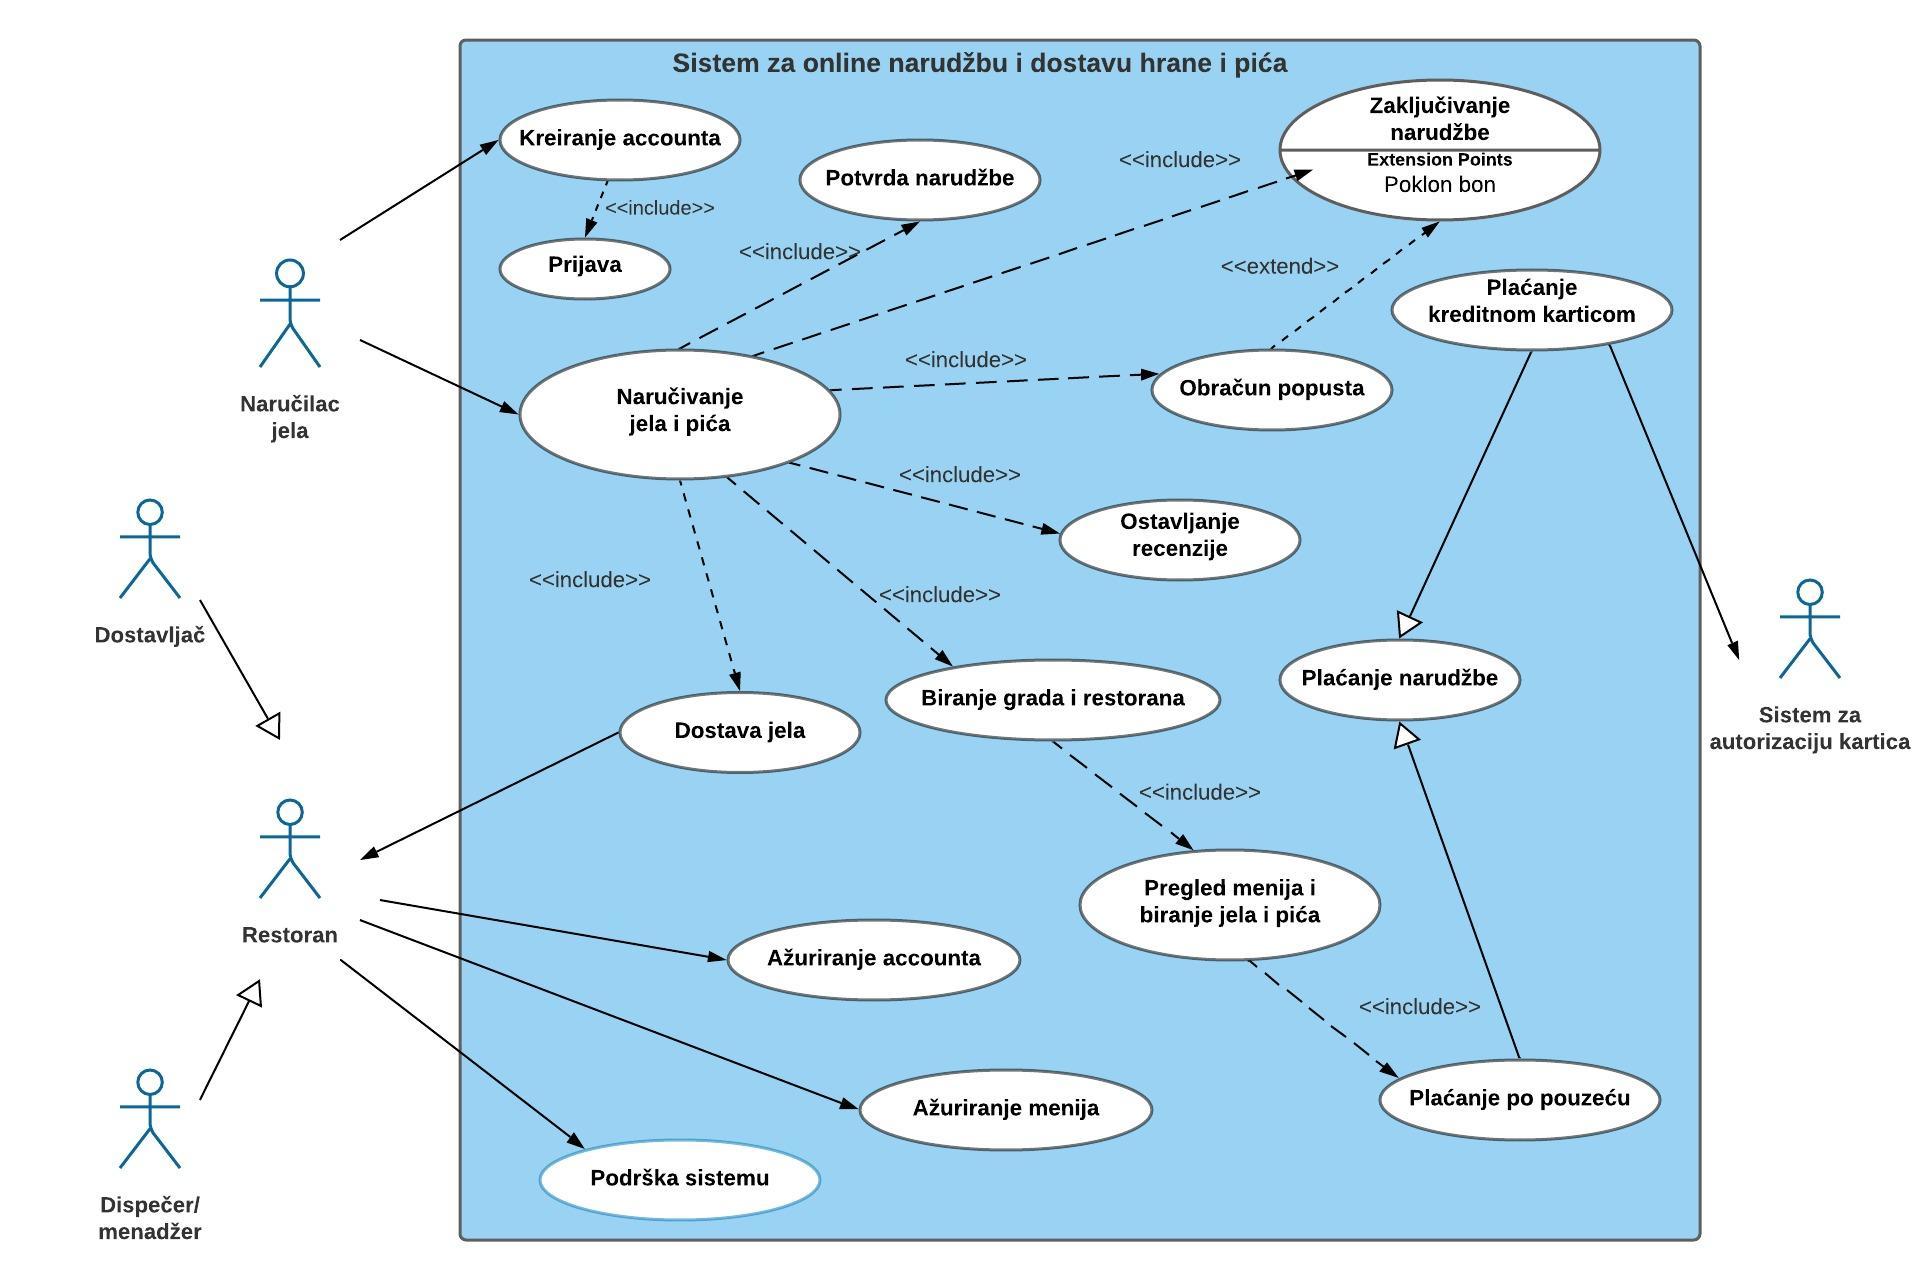 Sistem za online narudžbu i dostavu hrane i pića
Kreiranje accounta
Potvrda narudžbe
Zaključivanje
narudžbe
Extension Points
Poklon bon
<<include>>
<<include>>
Prijava
<<include>>
<<extend>>
Plaćanje
kreditnom karticom
Naručilac
jela
Naručivanje
jela i pića
<<include>>
Obračun popusta
<<include>>
Ostavljanje
recenzije
<<include>>
<<include>>
Dostavljač
Biranje grada i restorana
Plaćanje narudžbe
Dostava jela
Sistem za
autorizaciju kartica
<<include>>
Pregled menija i
biranje jela i pića
Restoran
Ažuriranje accounta
<<include>>
Ažuriranje menija
Plaćanje po pouzeću
Podrška sistemu
Dispečer/
menadžer